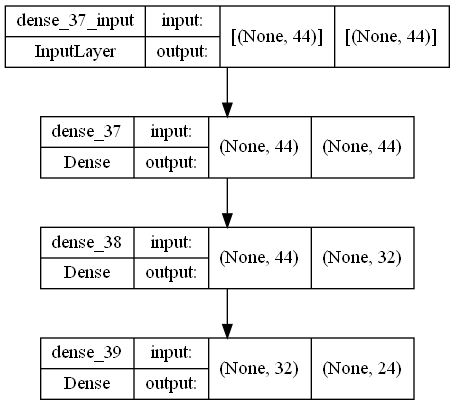 dense_37_input input: [(None, 44)] [(None, 44)]
InputLayer output:
dense_37 input: (None, 44) (None, 44)
Dense output:
dense_38 input: (None, 44) (None, 32)
Dense output:
dense_39 input: (None, 32) (None, 24)
Dense output: